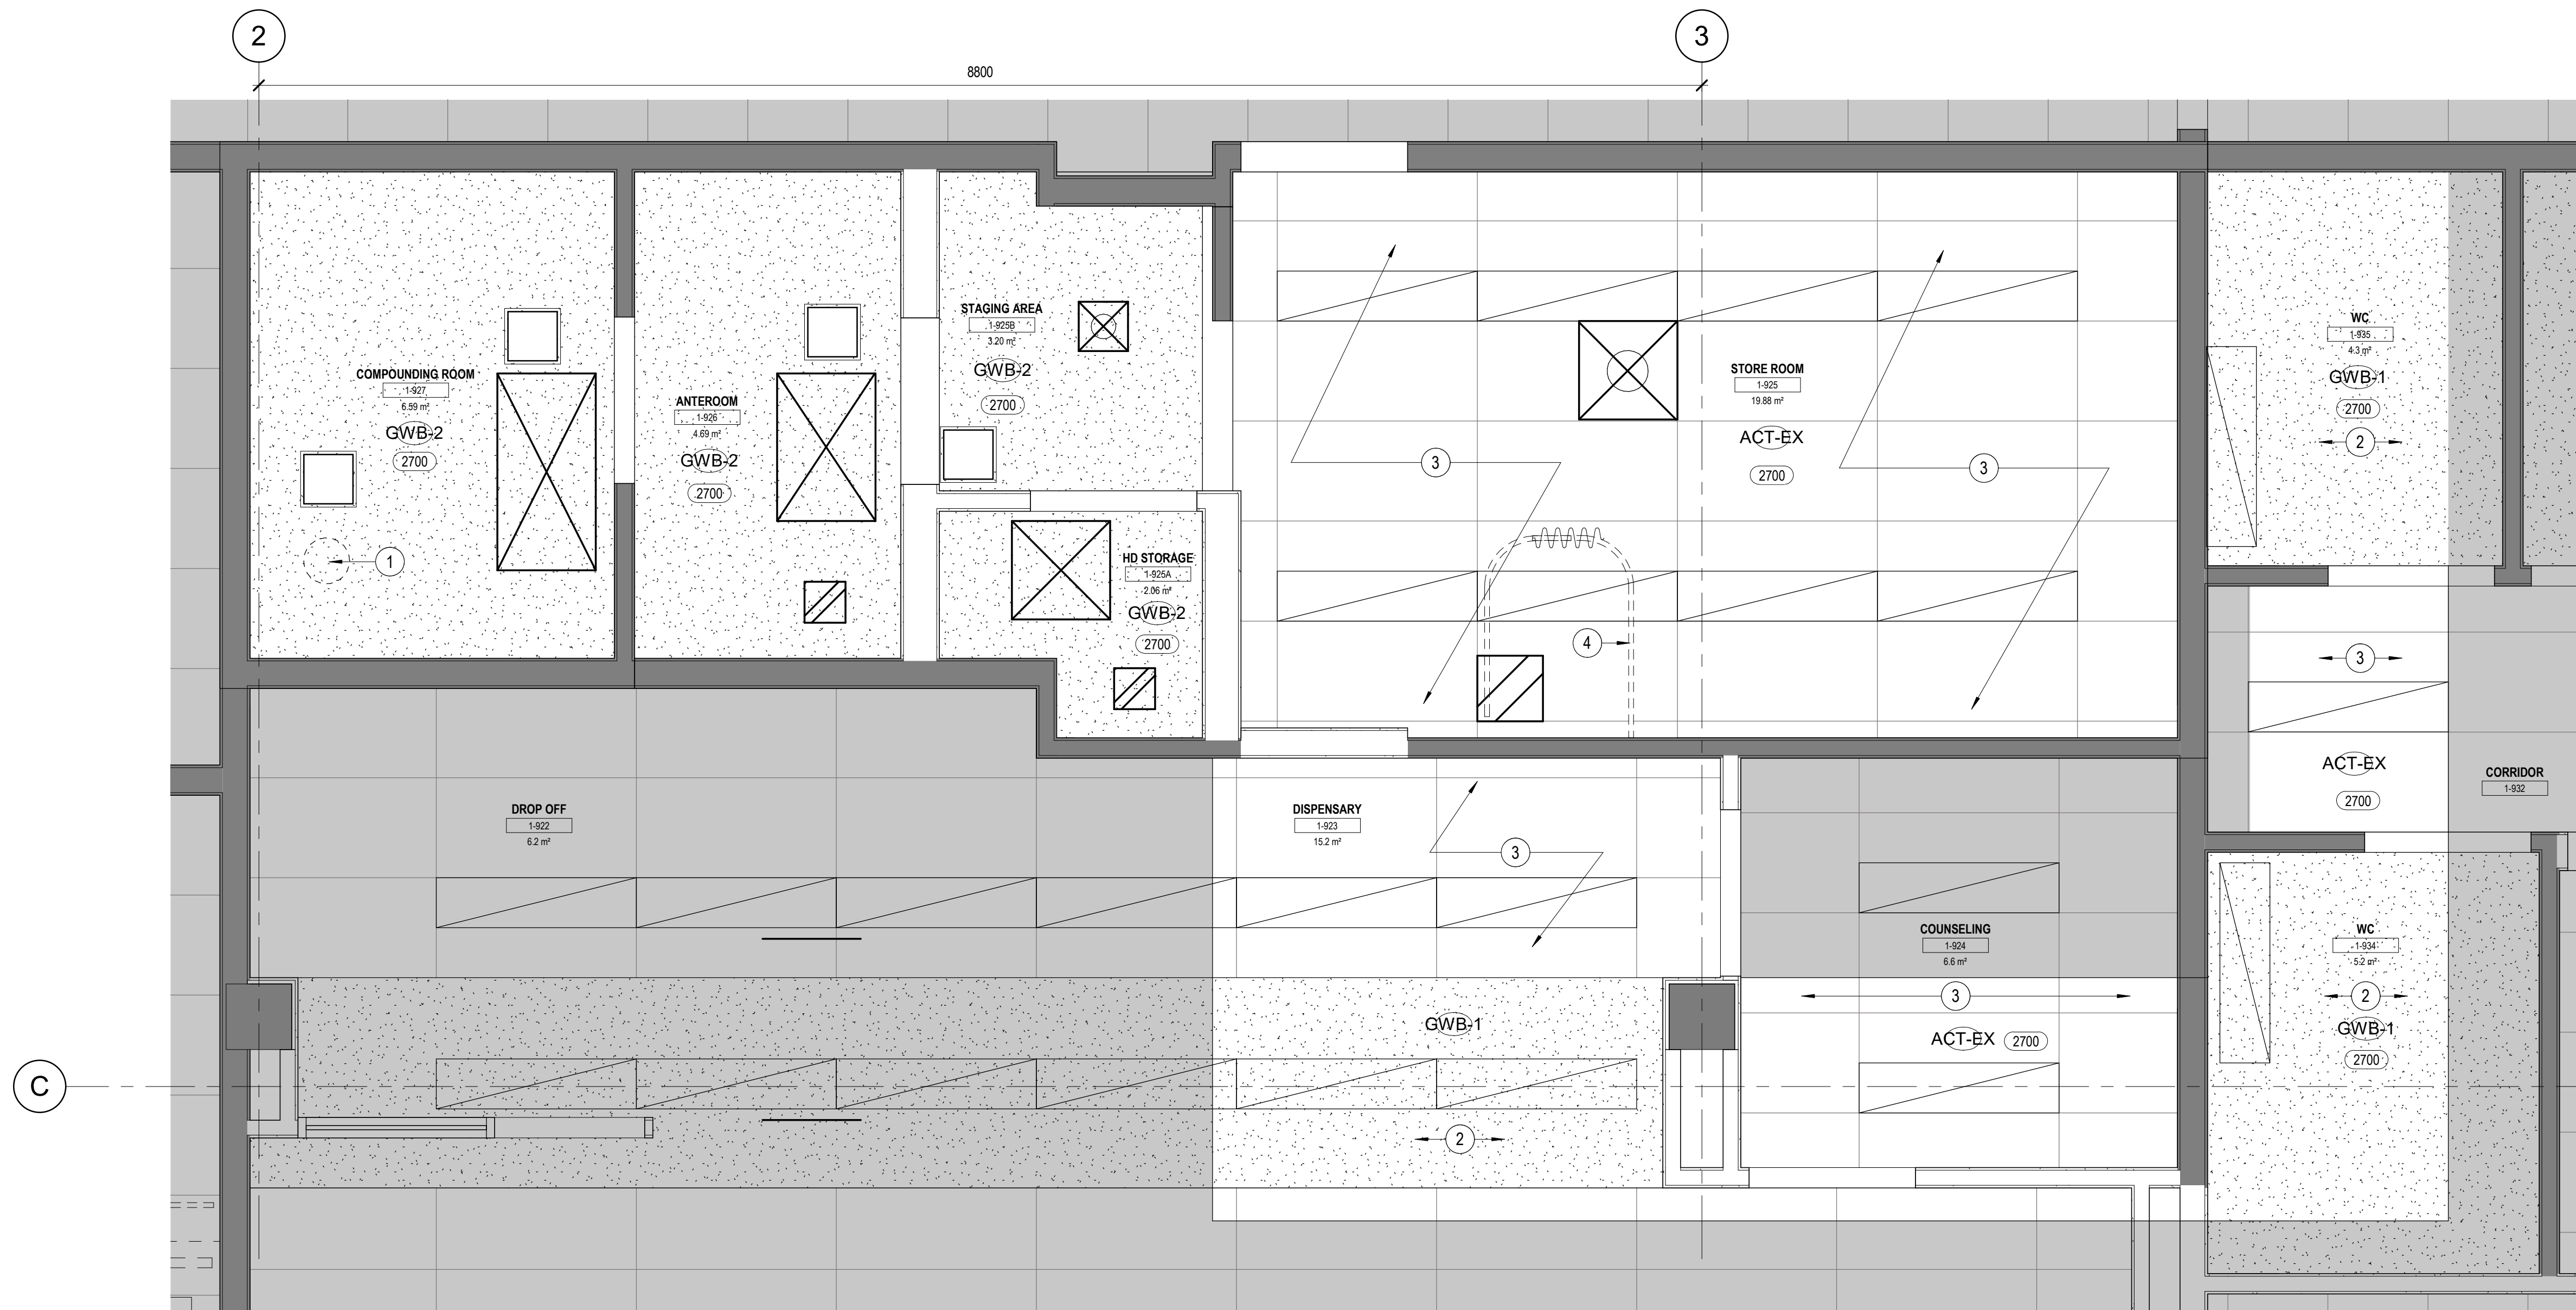 2
3
8800
COMPOUNDING ROOM
1-927
6.59 m²
GWB-2
2700
1
ANTEROOM
1-926
4.69 m²
GWB-2
2700
STAGING AREA
1-925B
3.20 m²
GWB-2
2700
HD STORAGE
1-925A
2.06 m²
GWB-2
2700
STORE ROOM
1-925
19.88 m²
ACT-EX
2700
3
3
4
WC
1-935
4.3 m²
GWB-1
2700
2
3
ACT-EX
2700
CORRIDOR
1-932
DROP OFF
1-922
6.2 m²
DISPENSARY
1-923
15.2 m²
3
GWB-1
2
COUNSELING
1-924
6.6 m²
3
ACT-EX 2700
WC
1-934
5.2 m²
2
GWB-1
2700
C